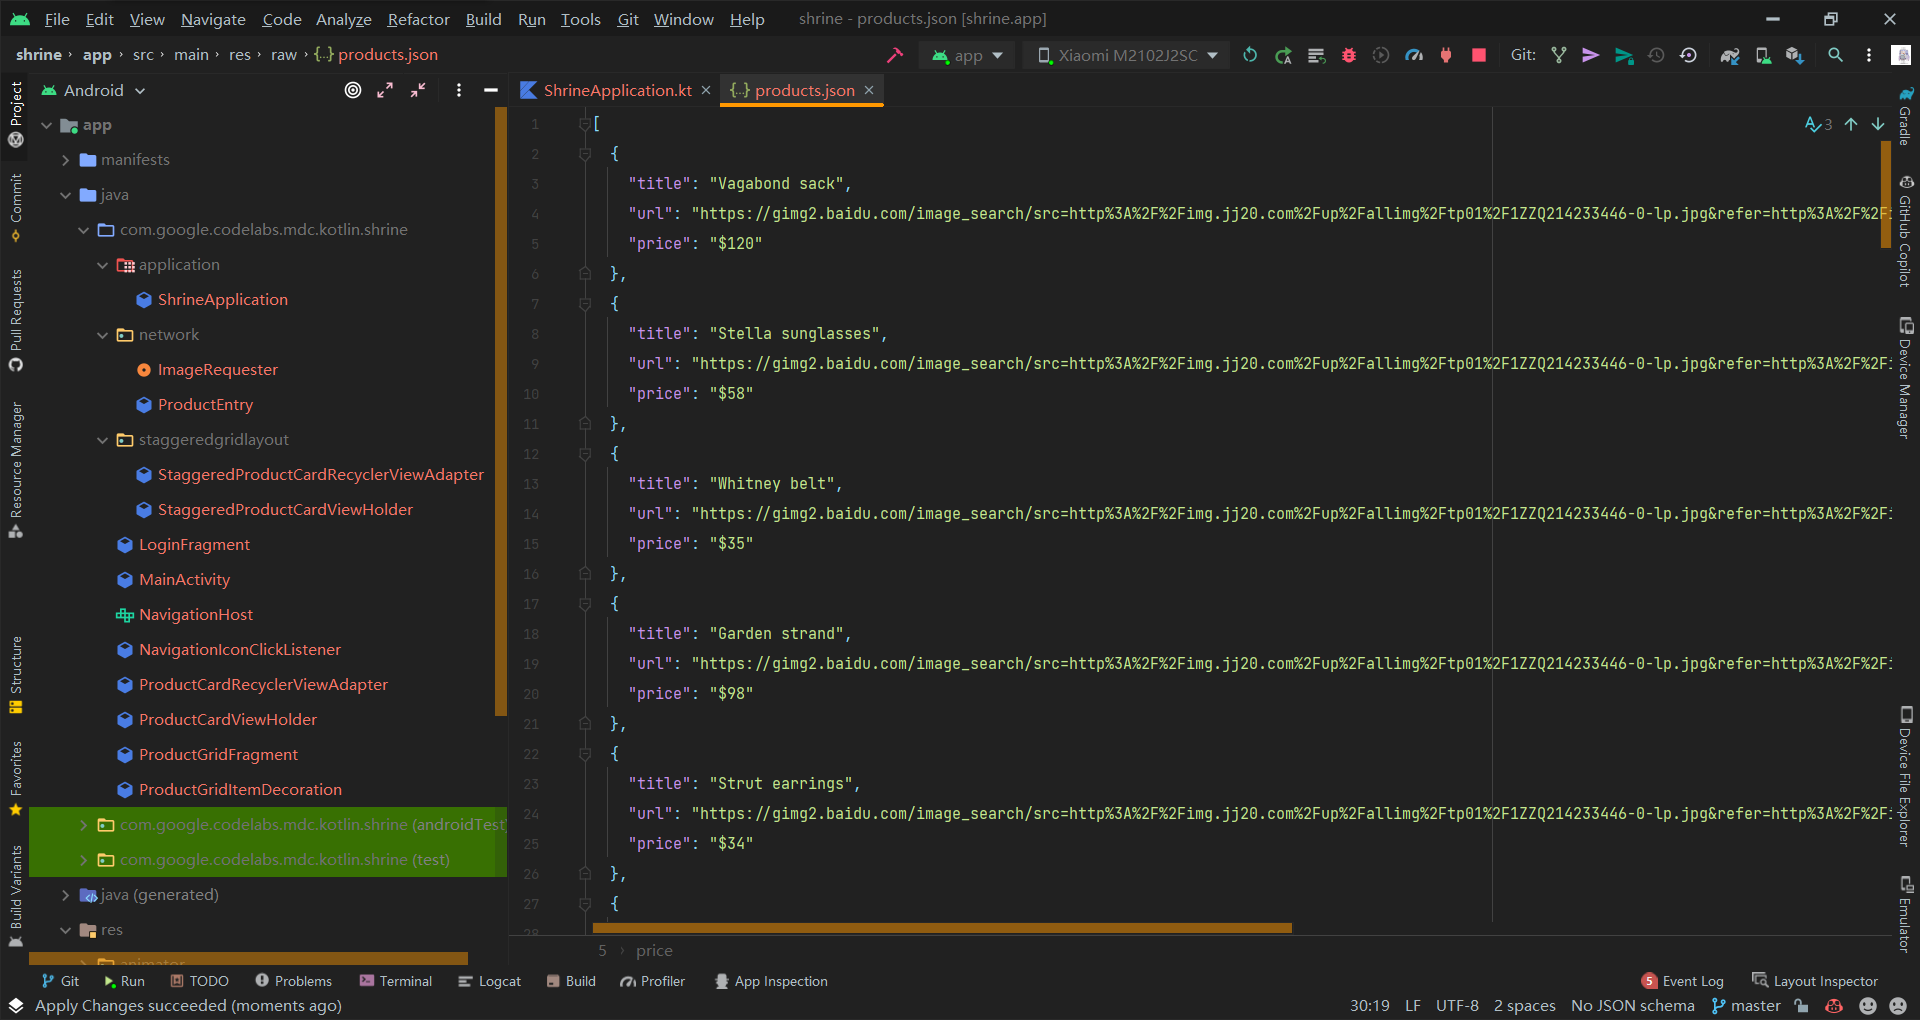 File Edit View Navigate Code Analyze Refactor Build Run Tools Git Window Help shrine - products.json [shrine.app]
shrine › app › src › main › res › raw › {..} products.json app Xiaomi M2102J2SC Git:
Android
ShrineApplication.kt
{..} products.json
Project
Commit
Pull Requests
Resource Manager
Structure
Favorites
Build Variants
app
manifests
java
com.google.codelabs.mdc.kotlin.shrine
application
ShrineApplication
network
ImageRequester
ProductEntry
staggeredgridlayout
StaggeredProductCardRecyclerViewAdapter
StaggeredProductCardViewHolder
LoginFragment
MainActivity
NavigationHost
NavigationIconClickListener
ProductCardRecyclerViewAdapter
ProductCardViewHolder
ProductGridFragment
ProductGridItemDecoration
com.google.codelabs.mdc.kotlin.shrine (androidTest)
com.google.codelabs.mdc.kotlin.shrine (test)
java (generated)
res
animator
3
1 [
2 {
3 "title": "Vagabond sack",
4 "url": "https://gimg2.baidu.com/image_search/src=http%3A%2F%2Fimg.jj20.com%2Fup%2Fallimg%2Ftp01%2F1ZZQ214233446-0-lp.jpg&refer=http%3A%2F%2Fi
5 "price": "$120"
6 },
7 {
8 "title": "Stella sunglasses",
9 "url": "https://gimg2.baidu.com/image_search/src=http%3A%2F%2Fimg.jj20.com%2Fup%2Fallimg%2Ftp01%2F1ZZQ214233446-0-lp.jpg&refer=http%3A%2F%2Fi
10 "price": "$58"
11 },
12 {
13 "title": "Whitney belt",
14 "url": "https://gimg2.baidu.com/image_search/src=http%3A%2F%2Fimg.jj20.com%2Fup%2Fallimg%2Ftp01%2F1ZZQ214233446-0-lp.jpg&refer=http%3A%2F%2Fi
15 "price": "$35"
16 },
17 {
18 "title": "Garden strand",
19 "url": "https://gimg2.baidu.com/image_search/src=http%3A%2F%2Fimg.jj20.com%2Fup%2Fallimg%2Ftp01%2F1ZZQ214233446-0-lp.jpg&refer=http%3A%2F%2Fi
20 "price": "$98"
21 },
22 {
23 "title": "Strut earrings",
24 "url": "https://gimg2.baidu.com/image_search/src=http%3A%2F%2Fimg.jj20.com%2Fup%2Fallimg%2Ftp01%2F1ZZQ214233446-0-lp.jpg&refer=http%3A%2F%2Fi
25 "price": "$34"
26 },
27 {
28
5 › price
Gradle
GitHub Copilot
Device Manager
Device File Explorer
Emulator
Git Run TODO Problems Terminal Logcat Build Profiler App Inspection 5 Event Log Layout Inspector
Apply Changes succeeded (moments ago) 30:19 LF UTF-8 2 spaces No JSON schema master